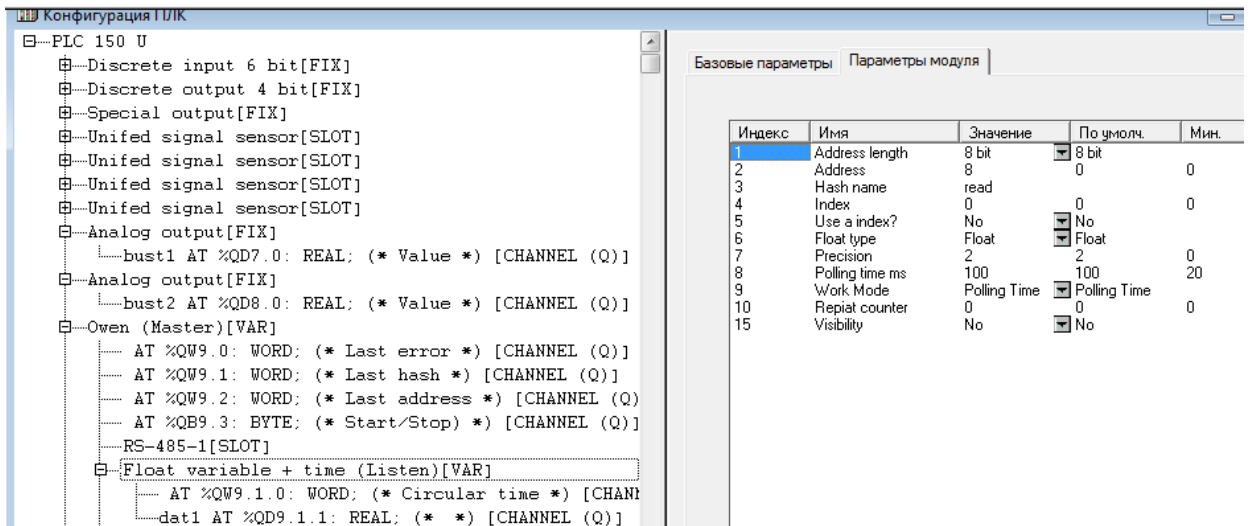 Конфигурация ПЛК
PLC 150 U
Discrete input 6 bit[FIX]
Discrete output 4 bit[FIX]
Special output[FIX]
Unifed signal sensor[SLOT]
Unifed signal sensor[SLOT]
Unifed signal sensor[SLOT]
Unifed signal sensor[SLOT]
Analog output[FIX]
bust1 AT %QD7.0: REAL; (* Value *) [CHANNEL (Q)]
Analog output[FIX]
bust2 AT %QD8.0: REAL; (* Value *) [CHANNEL (Q)]
Owen (Master)[VAR]
AT %QW9.0: WORD; (* Last error *) [CHANNEL (Q)]
AT %QW9.1: WORD; (* Last hash *) [CHANNEL (Q)]
AT %QW9.2: WORD; (* Last address *) [CHANNEL (Q)
AT %QB9.3: BYTE; (* Start/Stop) *) [CHANNEL (Q)]
RS-485-1[SLOT]
Float variable + time (Listen)[VAR]
AT %QW9.1.0: WORD; (* Circular time *) [CHAN
dat1 AT %QD9.1.1: REAL; (* *) [CHANNEL (Q)]
Базовые параметры Параметры модуля
Индекс Имя Значение По умолч. Мин.
1 Address length 8 bit 8 bit
2 Address 8 0 0
3 Hash name read
4 Index 0 0 0
5 Use a index? No No
6 Float type Float Float
7 Precision 2 2 0
8 Polling time ms 100 100 20
9 Work Mode Polling Time Polling Time
10 Repiat counter 0 0 0
15 Visibility No No